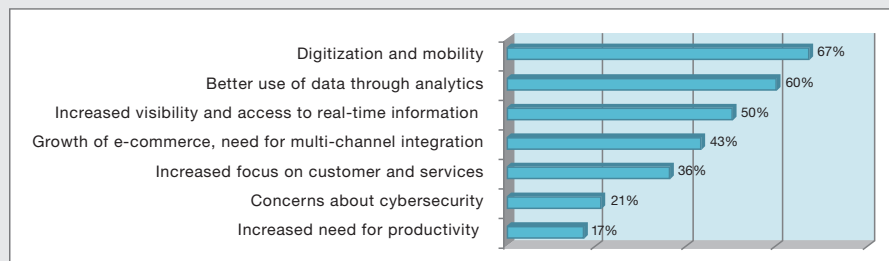 Digitization and mobility 67%
Better use of data through analytics 60%
Increased visibility and access to real-time information 50%
Growth of e-commerce, need for multi-channel integration 43%
Increased focus on customer and services 36%
Concerns about cybersecurity 21%
Increased need for productivity 17%